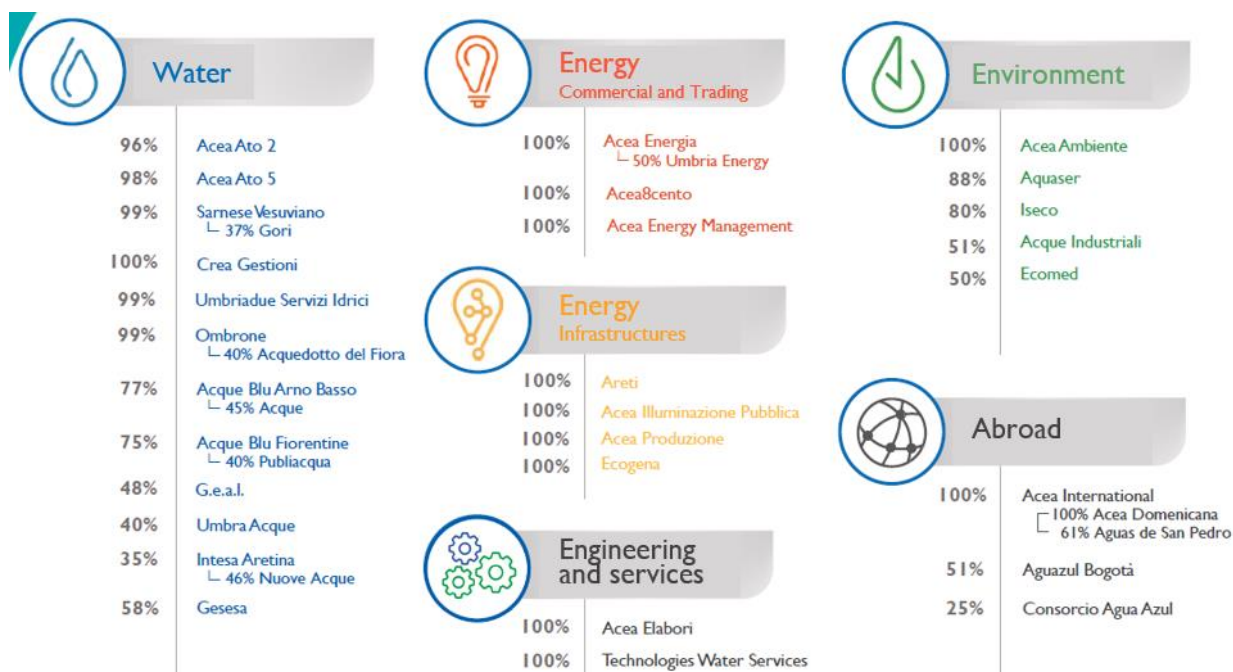 Water
96% Acea Ato 2
98% Acea Ato 5
99% Sarnese Vesuviano
37% Gori
100% Crea Gestioni
99% Umbriadue Servizi Idrici
99% Ombrone
40% Acquedotto del Fiora
77% Acque Blu Arno Basso
45% Acque
75% Acque Blu Fiorentine
40% Publiacqua
48% G.e.a.l.
40% Umbra Acque
35% Intesa Aretina
46% Nuove Acque
58% Gesesa
Energy
Commercial and Trading
100% Acea Energia
50% Umbria Energy
100% Acea8cento
100% Acea Energy Management
Energy
Infrastructures
100% Areti
100% Acea Illuminazione Pubblica
100% Acea Produzione
100% Ecogena
Engineering
and services
100% Acea Elabori
100% Technologies Water Services
Environment
100% Acea Ambiente
88% Aquaser
80% Iseco
51% Acque Industriali
50% Ecomed
Abroad
100% Acea International
100% Acea Domenicana
61% Aguas de San Pedro
51% Aguazul Bogotà
25% Consorcio Agua Azul